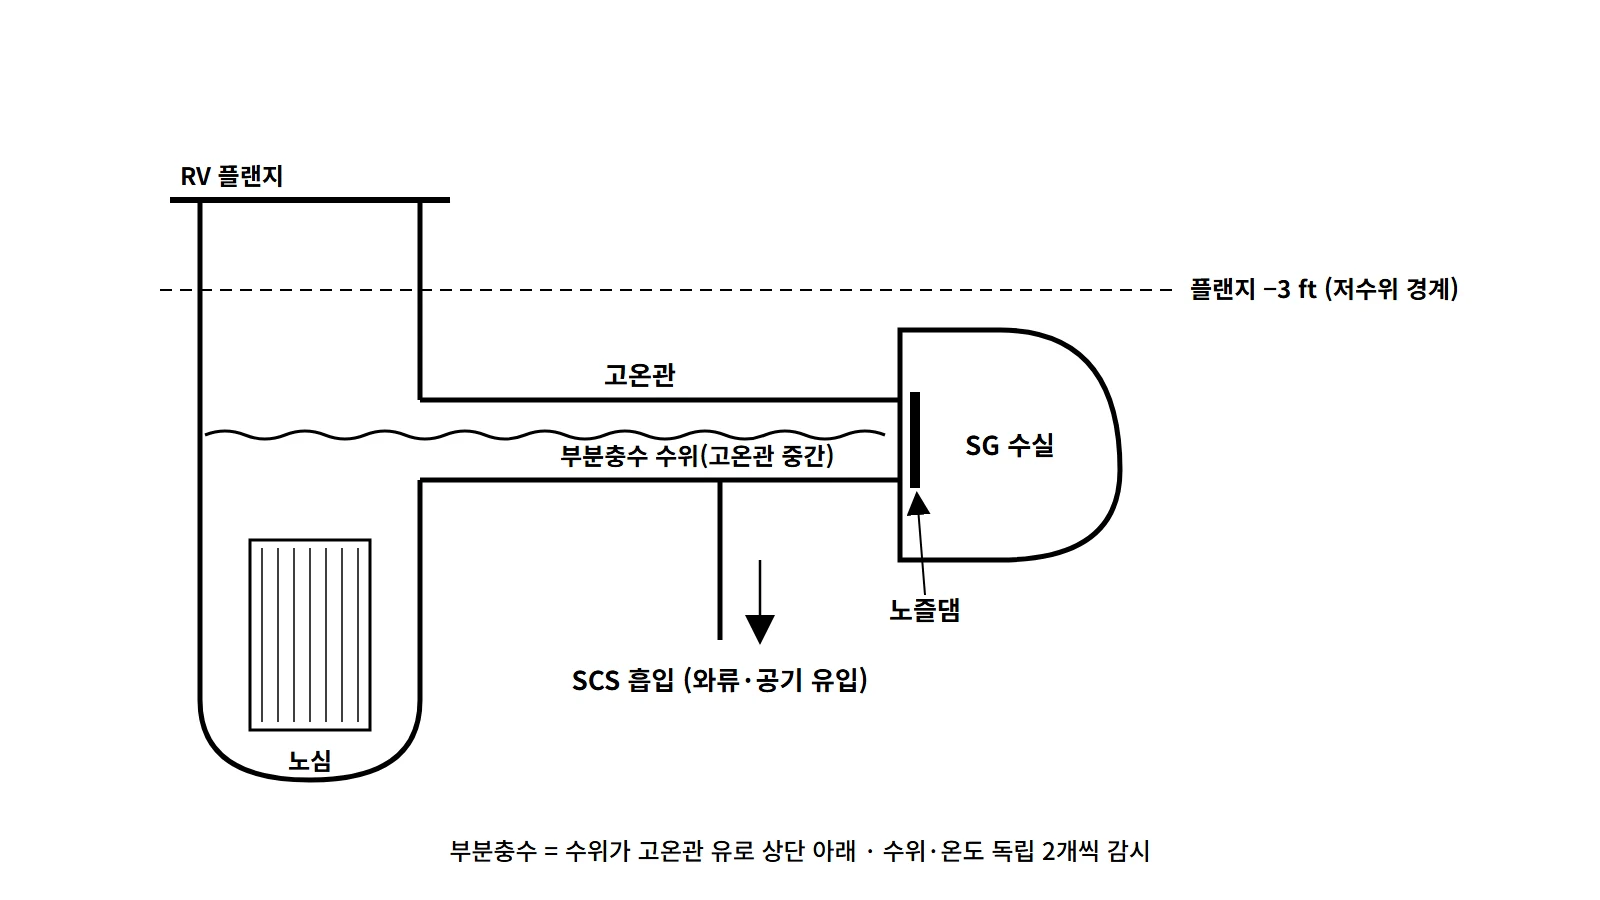 RV 플랜지
플랜지 −3 ft (저수위 경계)
고온관
부분충수 수위(고온관 중간)
SG 수실
노즐댐
SCS 흡입 (와류·공기 유입)
노심
부분충수 = 수위가 고온관 유로 상단 아래 · 수위·온도 독립 2개씩 감시